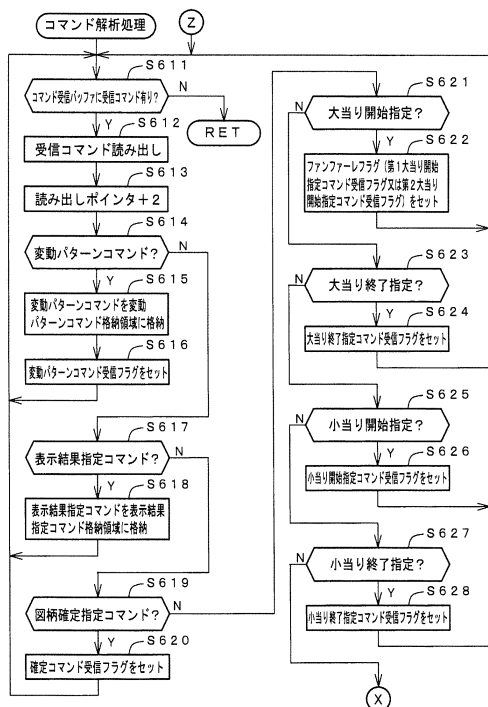 コマンド解析処理
Z
S611
コマンド受信バッファに受信コマンド有り?
N
Y
RET
S612
受信コマンド読み出し
S613
読み出しポインタ+2
S614
変動パターンコマンド?
N
Y
S615
変動パターンコマンドを変動
パターンコマンド格納領域に格納
S616
変動パターンコマンド受信フラグをセット
S617
表示結果指定コマンド?
N
Y
S618
表示結果指定コマンドを表示結果
指定コマンド格納領域に格納
S619
図柄確定指定コマンド?
N
Y
S620
確定コマンド受信フラグをセット
S621
大当り開始指定?
N
Y
S622
ファンファーレフラグ(第1大当り開始
指定コマンド受信フラグ又は第2大当り
開始指定コマンド受信フラグ)をセット
S623
大当り終了指定?
N
Y
S624
大当り終了指定コマンド受信フラグをセット
S625
小当り開始指定?
N
Y
S626
小当り開始指定コマンド受信フラグをセット
S627
小当り終了指定?
N
Y
S628
小当り終了指定コマンド受信フラグをセット
X